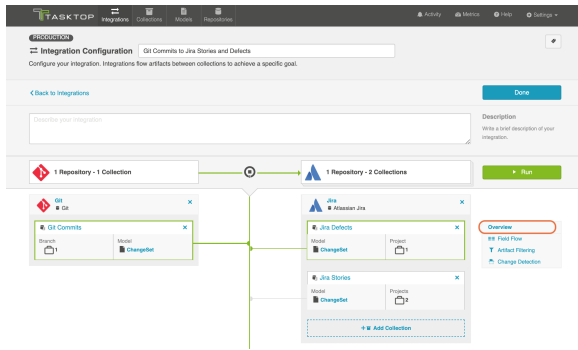 TASKTOP
Integrations
Collections
Models
Repositories
Activity
Metrics
Help
Settings
PRODUCTION
Integration Configuration
Git Commits to Jira Stories and Defects
Configure your integration. Integrations flow artifacts between collections to achieve a specific goal.
Back to Integrations
Done
Describe your integration
Description
Write a brief description of your
integration.
1 Repository - 1 Collection
1 Repository - 2 Collections
Run
Git
Git
Jira
Atlassian Jira
Git Commits
Branch
1
Model
ChangeSet
Jira Defects
Model
ChangeSet
Project
1
Jira Stories
Model
ChangeSet
Projects
2
+ Add Collection
Overview
Field Flow
Artifact Filtering
Change Detection